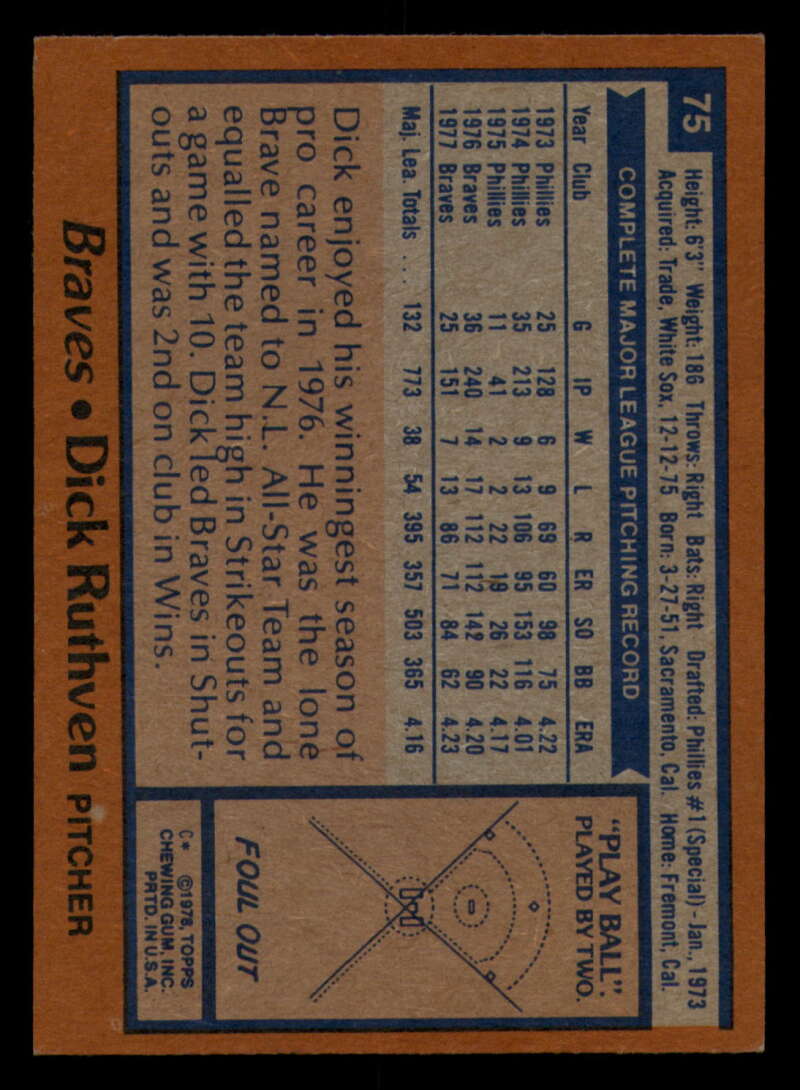 75
Height: 6'3" Weight: 186 Throws: Right Bats: Right Drafted: Phillies #1 (Special) - Jan., 1973
Acquired: Trade, White Sox, 12-12-75 Born: 3-27-51, Sacramento, Cal. Home: Fremont, Cal.
COMPLETE MAJOR LEAGUE PITCHING RECORD
Year Club G IP W L R ER SO BB ERA
1973 Phillies 25 128 6 9 69 60 98 75 4.22
1974 Phillies 35 213 9 13 106 95 153 116 4.01
1975 Phillies 11 41 2 2 22 19 26 22 4.17
1976 Braves 36 240 14 17 112 112 142 90 4.20
1977 Braves 25 151 7 13 86 71 84 62 4.23
Maj. Lea. Totals ... 132 773 38 54 395 357 503 365 4.16
Dick enjoyed his winningest season of
pro career in 1976. He was the lone
Brave named to N.L. All-Star Team and
equalled the team high in Strikeouts for
a game with 10. Dick led Braves in Shut-
outs and was 2nd on club in Wins.
"PLAY BALL".
PLAYED BY TWO.
FOUL OUT
C* ©1978, TOPPS
CHEWING GUM, INC.
PRTD. IN U.S.A.
Braves • Dick Ruthven PITCHER